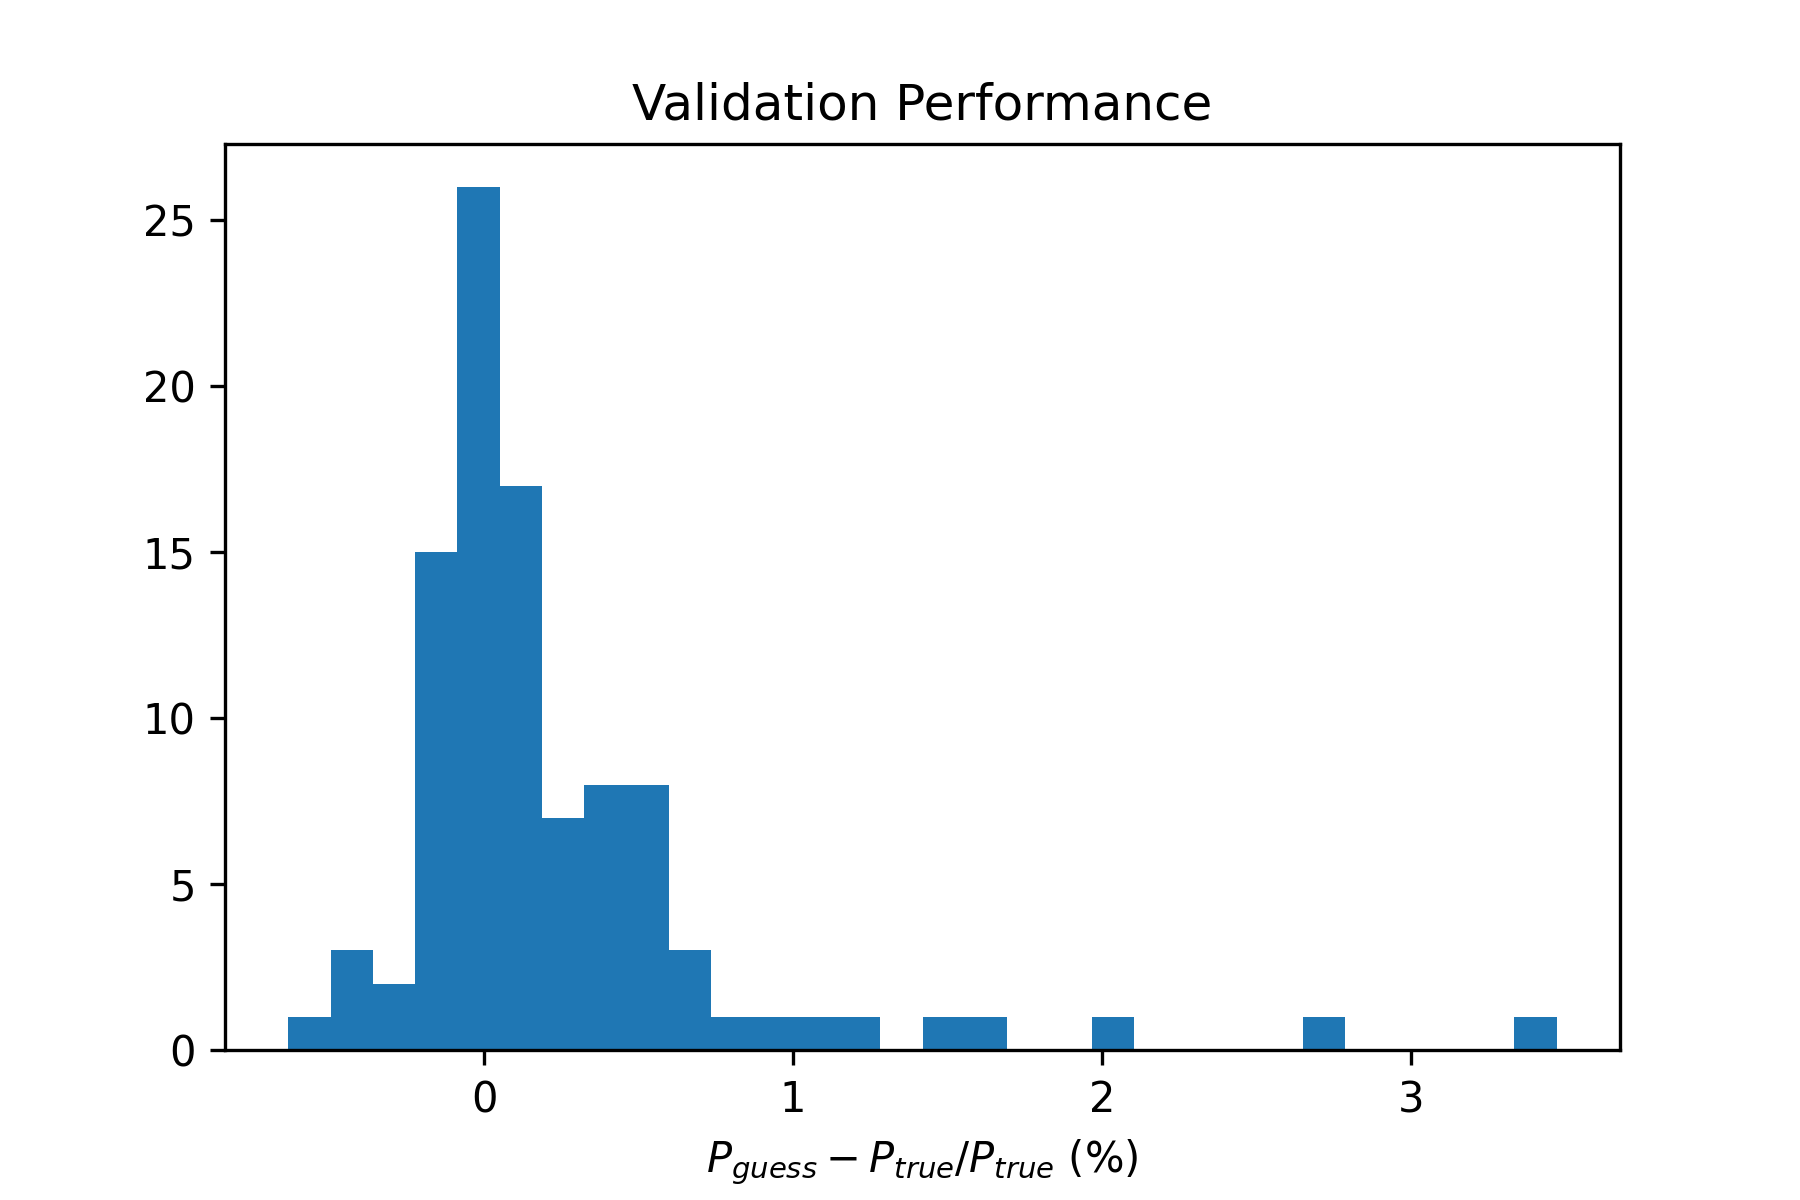 Validation Performance
25
20
15
10
5
0
0 1 2 3
P_guess − P_true/P_true (%)